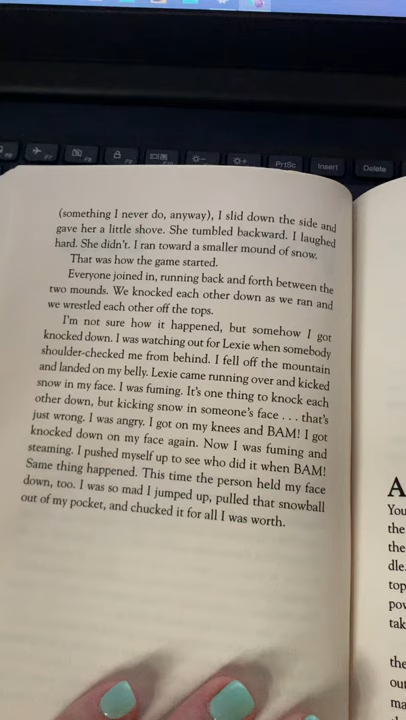 PrtSc
Insert
Delete
(something I never do, anyway), I slid down the side and
gave her a little shove. She tumbled backward. I laughed
hard. She didn't. I ran toward a smaller mound of snow.
That was how the game started.
Everyone joined in, running back and forth between the
two mounds. We knocked each other down as we ran and
we wrestled each other off the tops.
I'm not sure how it happened, but somehow I got
knocked down. I was watching out for Lexie when somebody
shoulder-checked me from behind. I fell off the mountain
and landed on my belly. Lexie came running over and kicked
snow in my face. I was fuming. It's one thing to knock each
other down, but kicking snow in someone's face . . . that's
just wrong. I was angry. I got on my knees and BAM! I got
knocked down on my face again. Now I was fuming and
steaming. I pushed myself up to see who did it when BAM!
Same thing happened. This time the person held my face
down, too. I was so mad I jumped up, pulled that snowball
out of my pocket, and chucked it for all I was worth.
A
You
the
the
dle.
top
pow
tak
the
out
ma